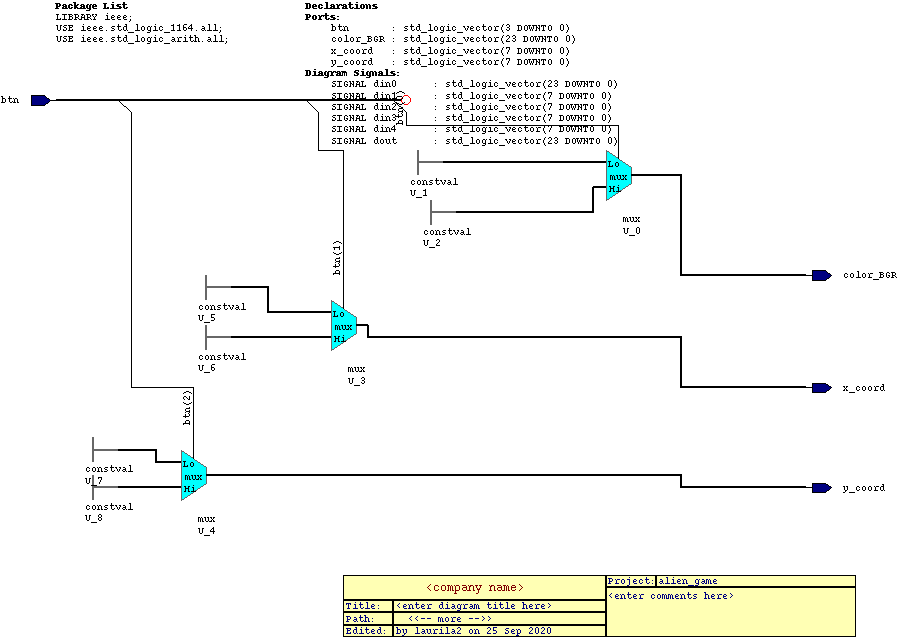 Package List
LIBRARY ieee;
USE ieee.std_logic_1164.all;
USE ieee.std_logic_arith.all;
Declarations
Ports:
btn : std_logic_vector(3 DOWNTO 0)
color_BGR : std_logic_vector(23 DOWNTO 0)
x_coord : std_logic_vector(7 DOWNTO 0)
y_coord : std_logic_vector(7 DOWNTO 0)
Diagram Signals:
SIGNAL din0 : std_logic_vector(23 DOWNTO 0)
SIGNAL din1 : std_logic_vector(7 DOWNTO 0)
SIGNAL din2 : std_logic_vector(7 DOWNTO 0)
SIGNAL din3 : std_logic_vector(7 DOWNTO 0)
SIGNAL din4 : std_logic_vector(7 DOWNTO 0)
SIGNAL dout : std_logic_vector(23 DOWNTO 0)
btn
btn(0)
Lo
mux
Hi
constval
U_1
constval
U_2
mux
U_0
color_BGR
btn(1)
constval
U_5
Lo
mux
Hi
constval
U_6
mux
U_3
x_coord
btn(2)
Lo
mux
Hi
constval
U_7
constval
U_8
mux
U_4
y_coord
<company name>
Title: <enter diagram title here>
Path: <<-- more -->>
Edited: by laurila2 on 25 Sep 2020
Project: alien_game
<enter comments here>